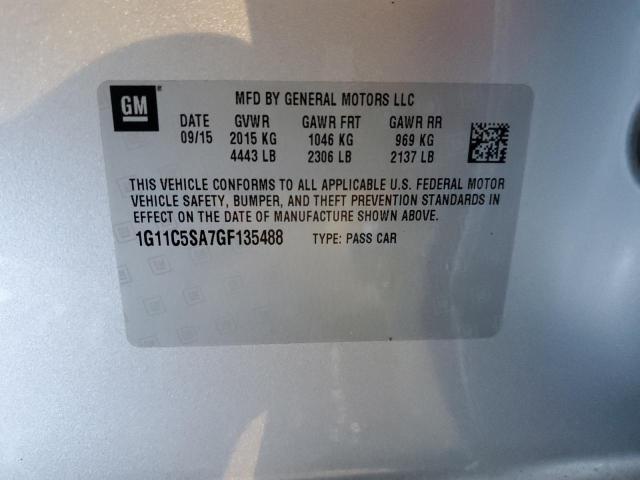 GM
MFD BY GENERAL MOTORS LLC
DATE GVWR GAWR FRT GAWR RR
09/15 2015 KG 1046 KG 969 KG
4443 LB 2306 LB 2137 LB
THIS VEHICLE CONFORMS TO ALL APPLICABLE U.S. FEDERAL MOTOR
VEHICLE SAFETY, BUMPER, AND THEFT PREVENTION STANDARDS IN
EFFECT ON THE DATE OF MANUFACTURE SHOWN ABOVE.
1G11C5SA7GF135488 TYPE: PASS CAR